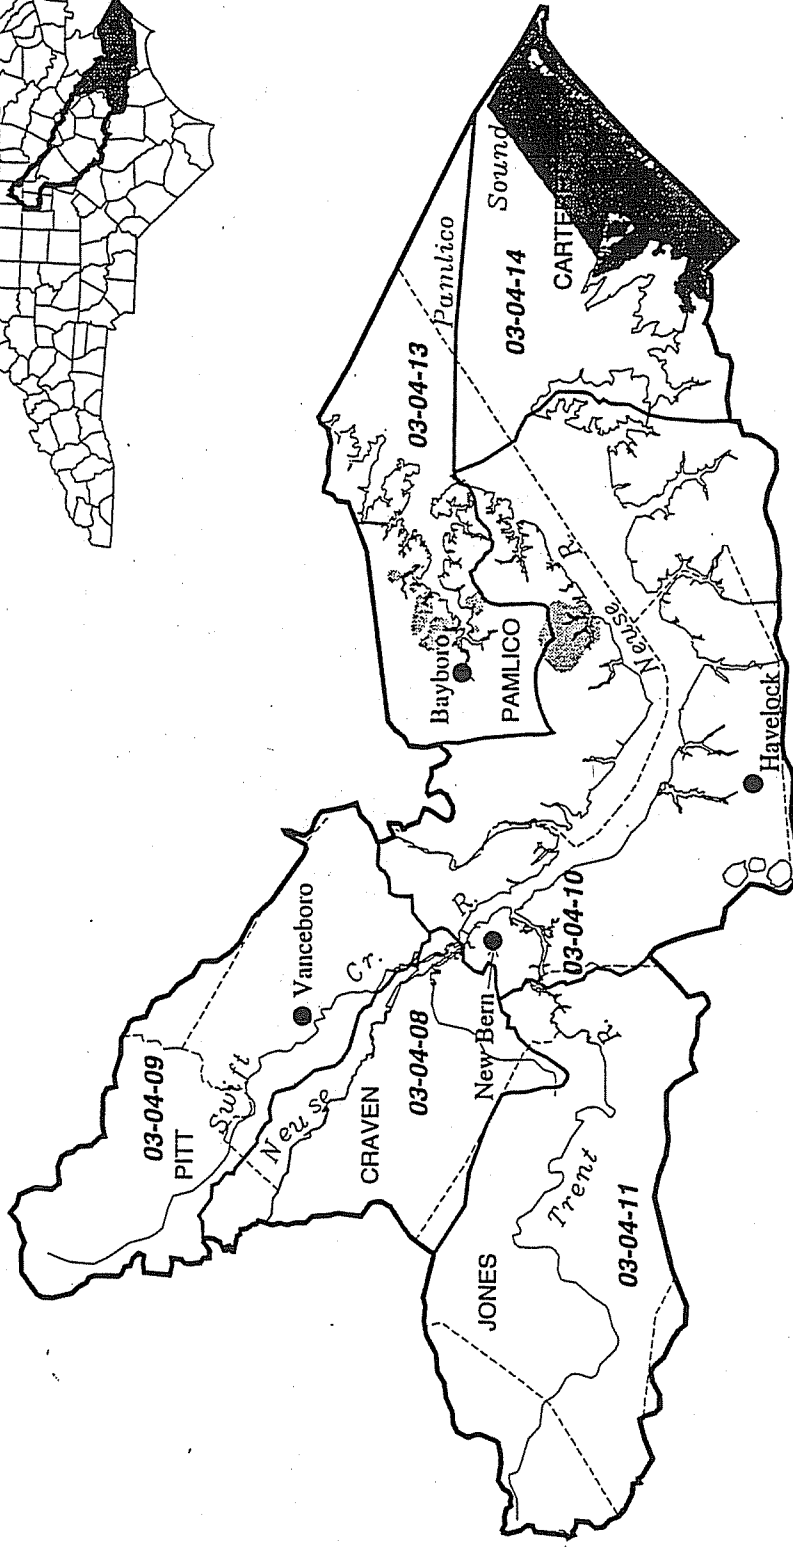 03-04-09
PITT
Swift
Cr.
Vanceboro
Neuse
R.
CRAVEN
03-04-08
New Bern
03-04-10
JONES
Trent
R.
03-04-11
Bayboro
PAMLICO
03-04-13
Pamlico
Sound
03-04-14
Neuse
R.
Havelock